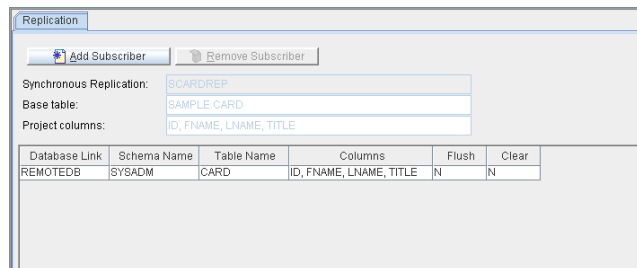 Replication
Add Subscriber Remove Subscriber
Synchronous Replication: SCARDREP
Base table: SAMPLE.CARD
Project columns: ID, FNAME, LNAME, TITLE
Database Link Schema Name Table Name Columns Flush Clear
REMOTEDB SYSADM CARD ID, FNAME, LNAME, TITLE N N